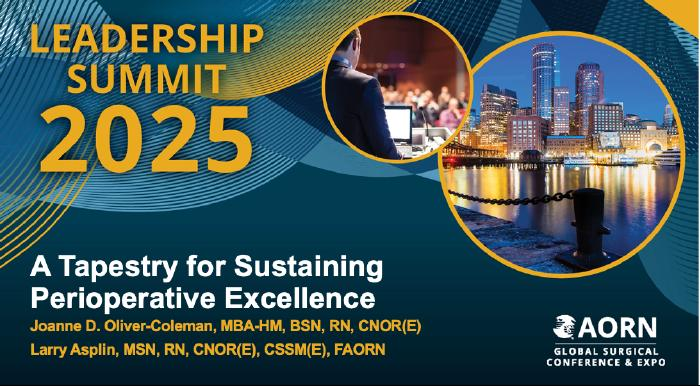 LEADERSHIP
SUMMIT
2025
A Tapestry for Sustaining
Perioperative Excellence
Joanne D. Oliver-Coleman, MBA-HM, BSN, RN, CNOR(E)
Larry Asplin, MSN, RN, CNOR(E), CSSM(E), FAORN
AORN
GLOBAL SURGICAL
CONFERENCE & EXPO